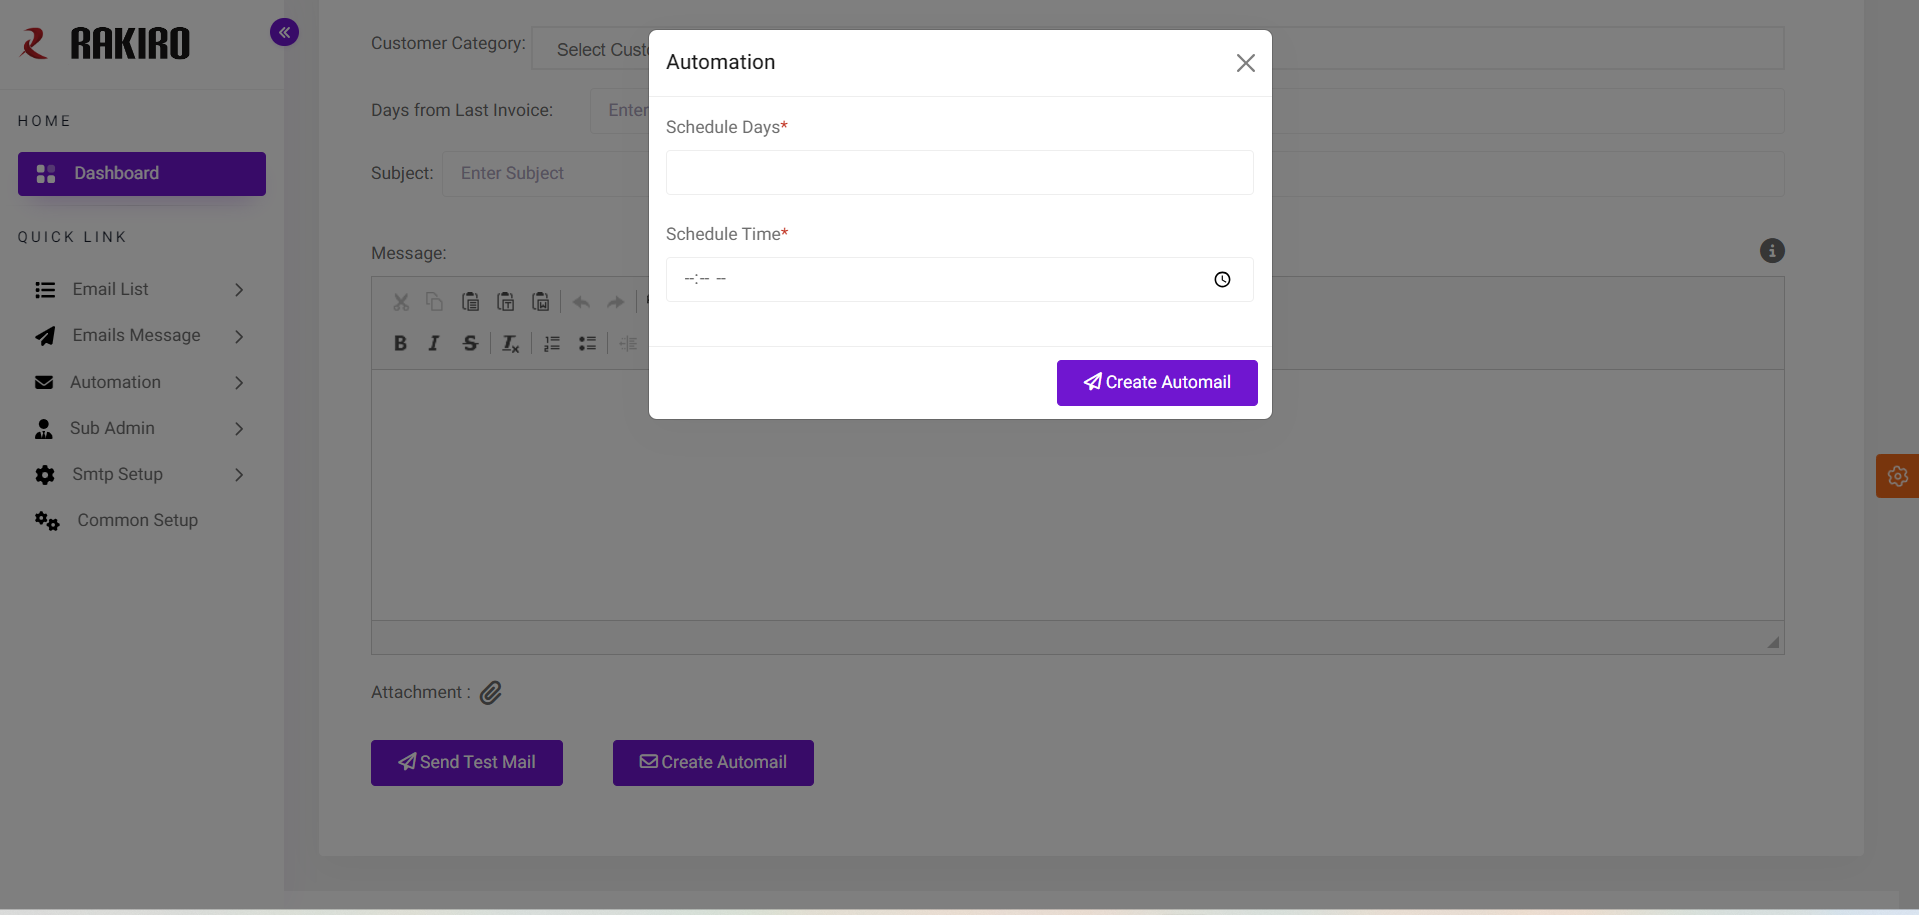 RAKIRO
HOME
Dashboard
QUICK LINK
Email List
Emails Message
Automation
Sub Admin
Smtp Setup
Common Setup
Customer Category:
Select
Days from Last Invoice:
Enter
Subject:
Enter Subject
Message:
Automation
Schedule Days*
Schedule Time*
--:-- --
Create Automail
Attachment :
Send Test Mail
Create Automail